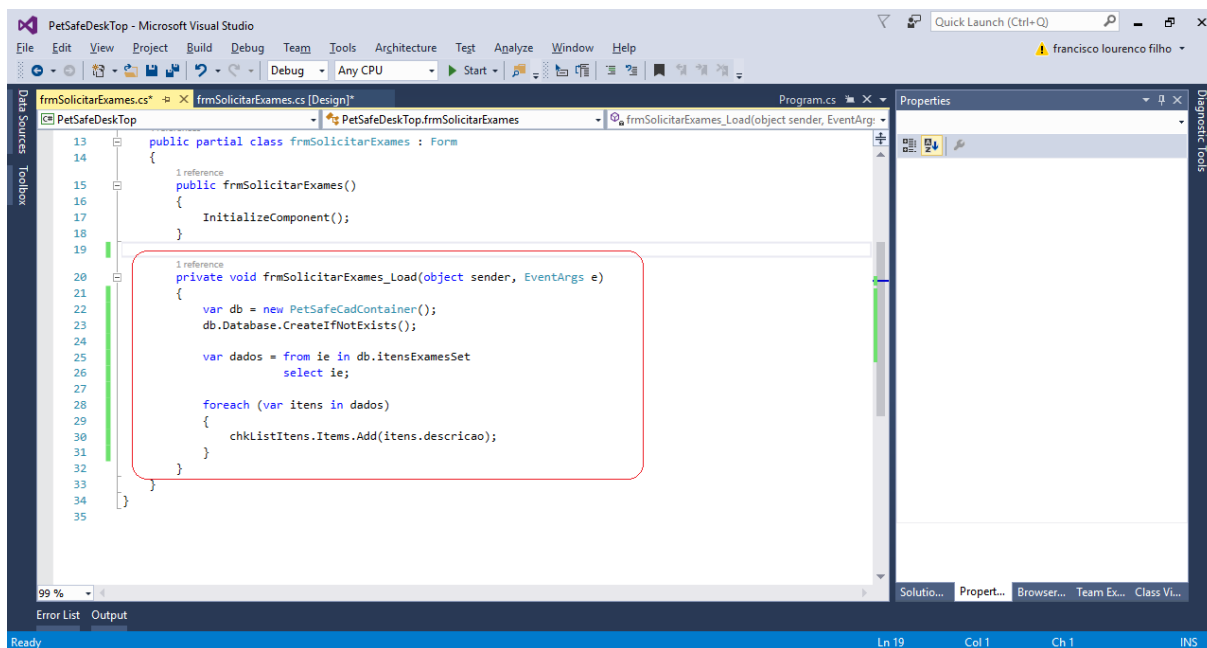 PetSafeDeskTop - Microsoft Visual Studio
Quick Launch (Ctrl+Q)
File Edit View Project Build Debug Team Tools Architecture Test Analyze Window Help
francisco lourenco filho
Debug Any CPU Start
Data Sources
Toolbox
frmSolicitarExames.cs* frmSolicitarExames.cs [Design]* Program.cs
PetSafeDeskTop PetSafeDeskTop.frmSolicitarExames frmSolicitarExames_Load(object sender, EventArg:
13 public partial class frmSolicitarExames : Form
14 {
1 reference
15 public frmSolicitarExames()
16 {
17 InitializeComponent();
18 }
19
1 reference
20 private void frmSolicitarExames_Load(object sender, EventArgs e)
21 {
22 var db = new PetSafeCadContainer();
23 db.Database.CreateIfNotExists();
24
25 var dados = from ie in db.itensExamesSet
26 select ie;
27
28 foreach (var itens in dados)
29 {
30 chkListItens.Items.Add(itens.descricao);
31 }
32 }
33 }
34 }
35
99 %
Properties
Diagnostic Tools
Solutio... Propert... Browser... Team Ex... Class Vi...
Error List Output
Ready Ln 19 Col 1 Ch 1 INS